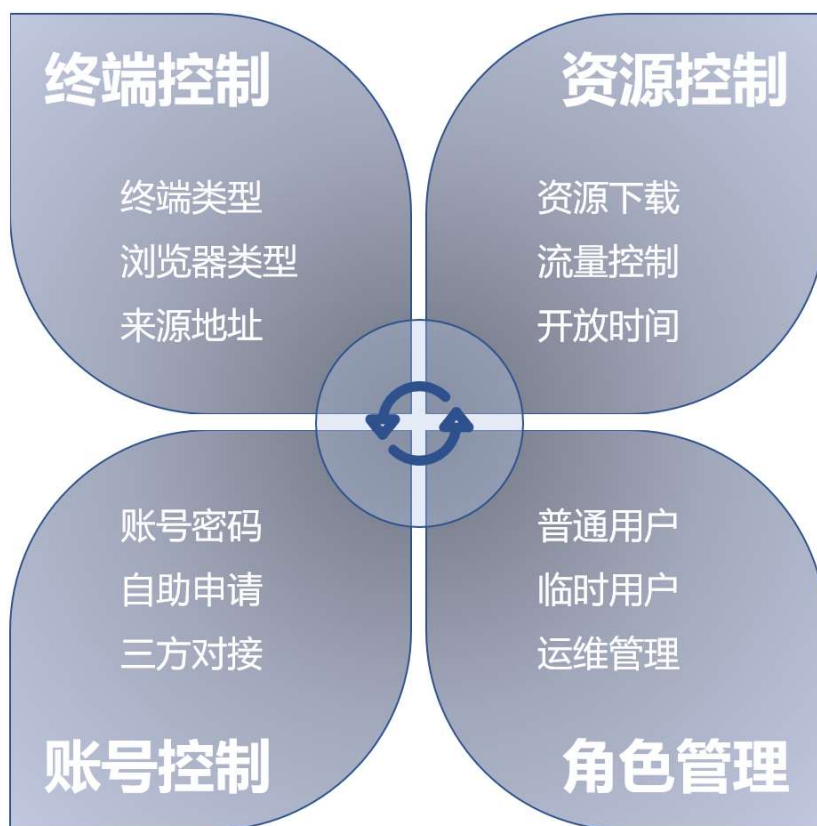 终端控制
终端类型
浏览器类型
来源地址
资源控制
资源下载
流量控制
开放时间
账号密码
自助申请
三方对接
账号控制
普通用户
临时用户
运维管理
角色管理